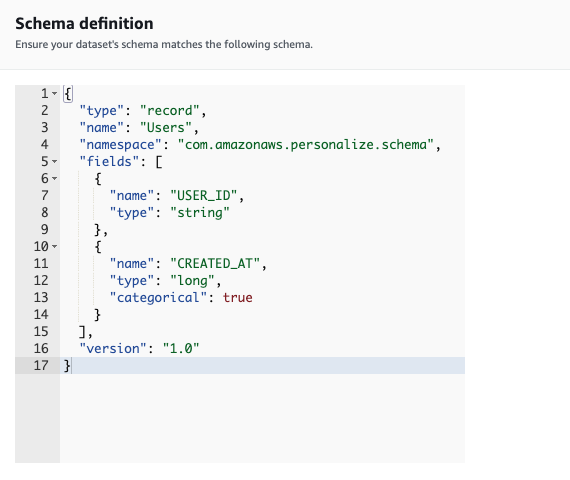 Schema definition
Ensure your dataset's schema matches the following schema.
1 {
2 "type": "record",
3 "name": "Users",
4 "namespace": "com.amazonaws.personalize.schema",
5 "fields": [
6 {
7 "name": "USER_ID",
8 "type": "string"
9 },
10 {
11 "name": "CREATED_AT",
12 "type": "long",
13 "categorical": true
14 }
15 ],
16 "version": "1.0"
17 }